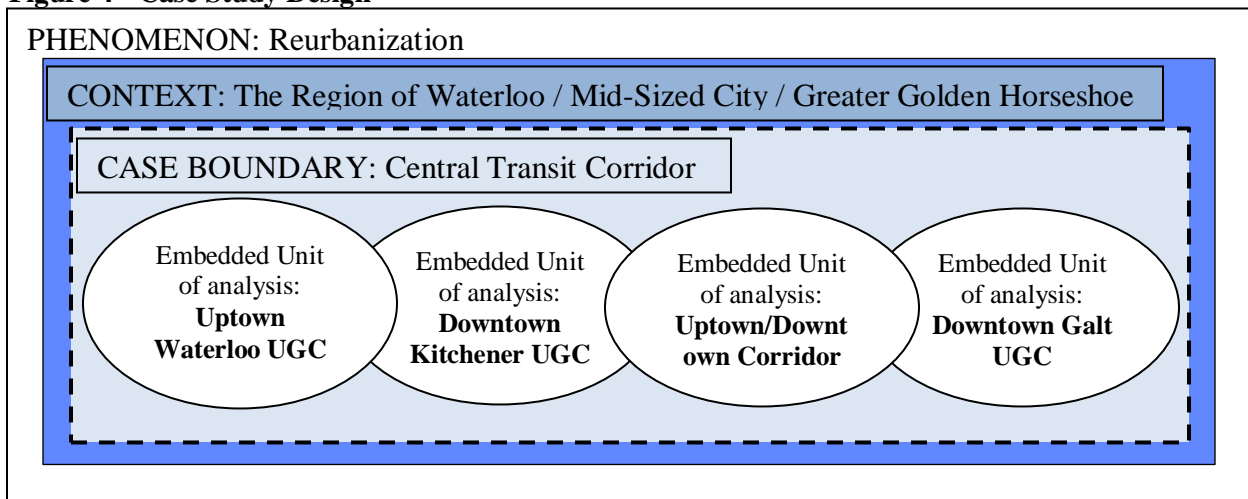 Figure 4 - Case Study Design
PHENOMENON: Reurbanization
CONTEXT: The Region of Waterloo / Mid-Sized City / Greater Golden Horseshoe
CASE BOUNDARY: Central Transit Corridor
Embedded Unit
of analysis:
Uptown
Waterloo UGC
Embedded Unit
of analysis:
Downtown
Kitchener UGC
Embedded Unit
of analysis:
Uptown/Downt
own Corridor
Embedded Unit
of analysis:
Downtown Galt
UGC